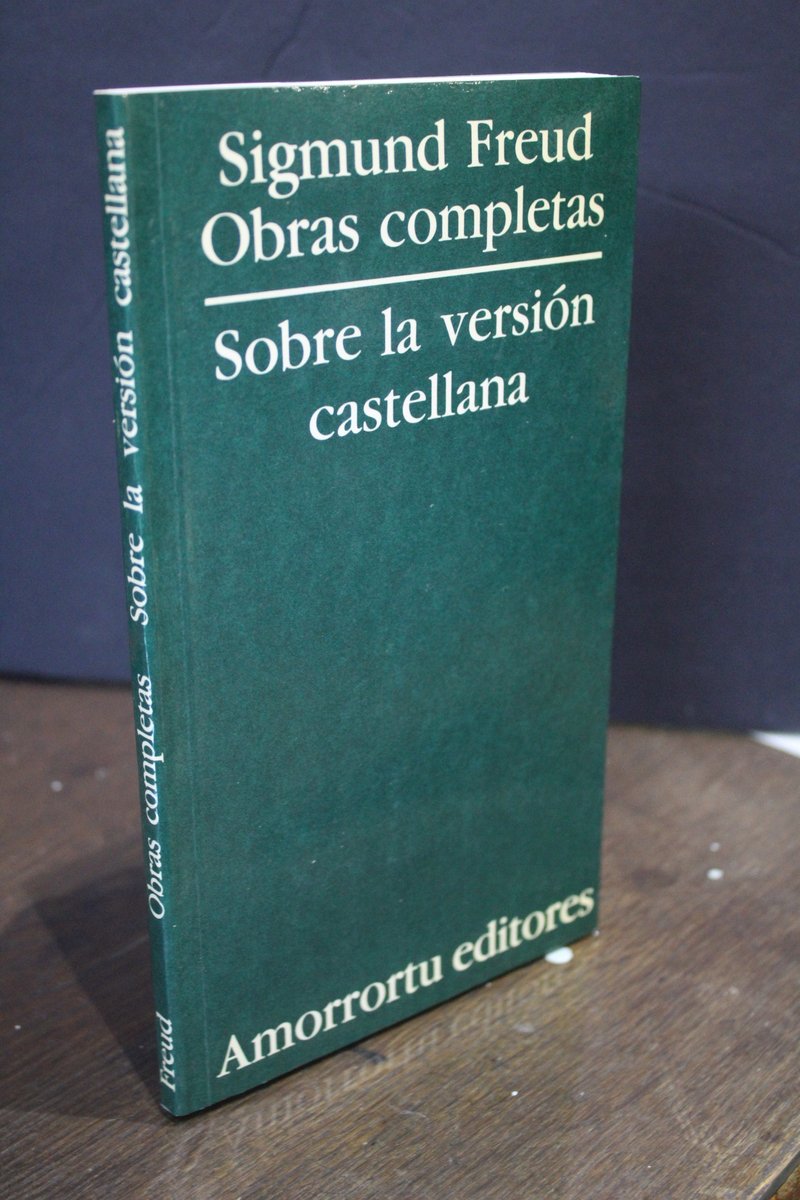 Sigmund Freud
Obras completas
Sobre la versión
castellana
Amorrortu editores
Freud Obras completas Sobre la versión castellana